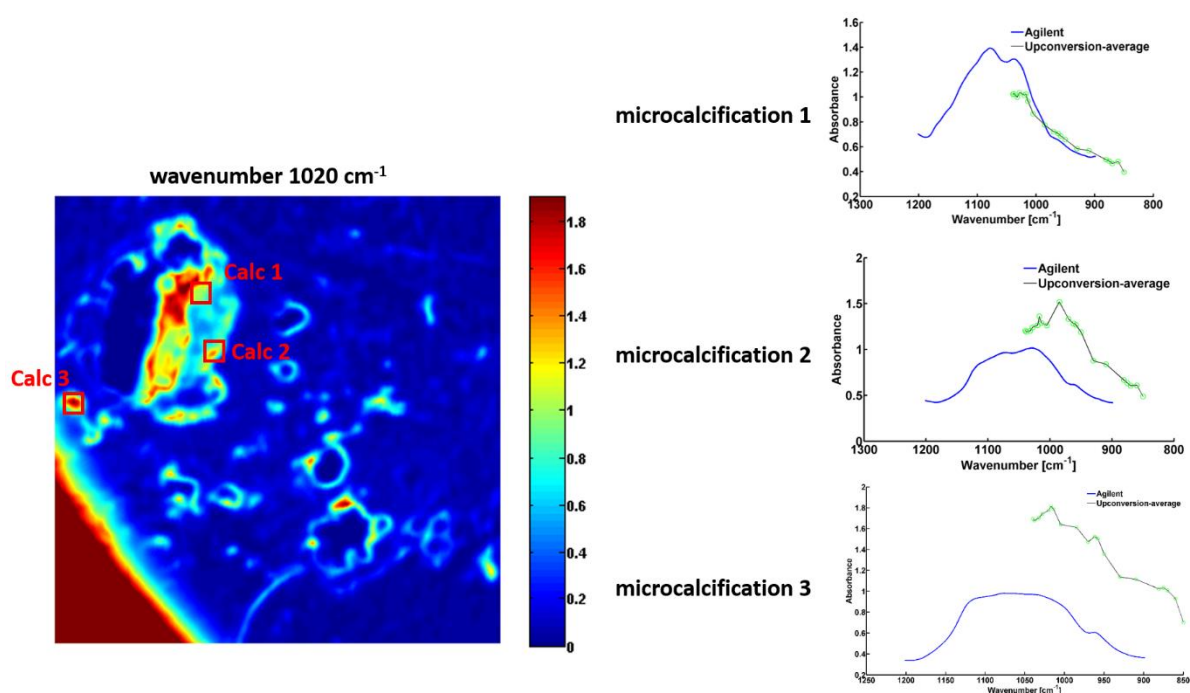 wavenumber 1020 cm⁻¹
Calc 1
Calc 2
Calc 3
1.8
1.6
1.4
1.2
1
0.8
0.6
0.4
0.2
0
microcalcification 1
Agilent
Upconversion-average
Absorbance
1.6
1.4
1.2
1
0.8
0.6
0.4
0.2
1300 1200 1100 1000 900 800
Wavenumber [cm⁻¹]
microcalcification 2
Agilent
Upconversion-average
Absorbance
2
1.5
1
0.5
0
1300 1200 1100 1000 900 800
Wavenumber [cm⁻¹]
microcalcification 3
Agilent
Upconversion-average
Absorbance
2
1.8
1.6
1.4
1.2
1
0.8
0.6
0.4
0.2
1250 1200 1150 1100 1050 1000 950 900 850
Wavenumber [cm⁻¹]